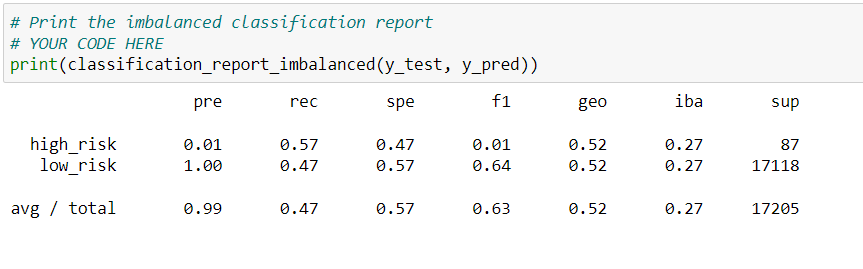 # Print the imbalanced classification report
# YOUR CODE HERE
print(classification_report_imbalanced(y_test, y_pred))
pre rec spe f1 geo iba sup
high_risk 0.01 0.57 0.47 0.01 0.52 0.27 87
low_risk 1.00 0.47 0.57 0.64 0.52 0.27 17118
avg / total 0.99 0.47 0.57 0.63 0.52 0.27 17205